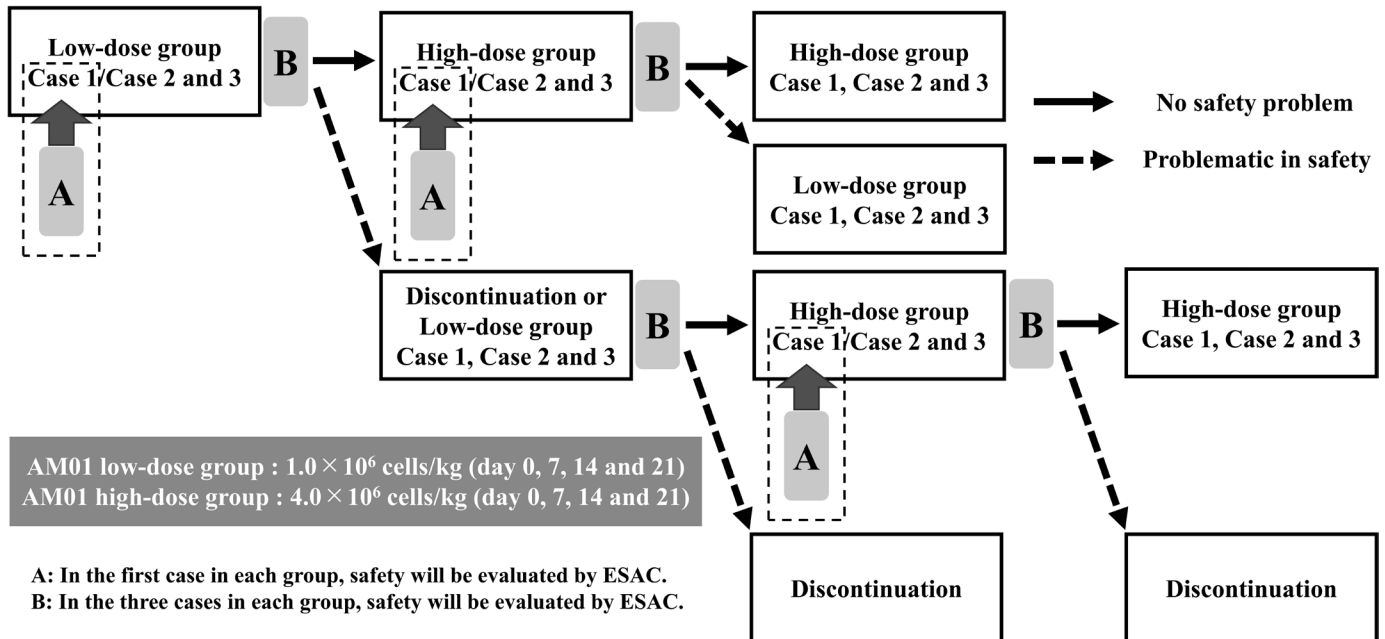 Low-dose group
Case 1/Case 2 and 3
B
High-dose group
Case 1/Case 2 and 3
B
High-dose group
Case 1, Case 2 and 3
No safety problem
Problematic in safety
A
A
Low-dose group
Case 1, Case 2 and 3
Discontinuation or
Low-dose group
Case 1, Case 2 and 3
B
High-dose group
Case 1/Case 2 and 3
B
High-dose group
Case 1, Case 2 and 3
A
AM01 low-dose group : 1.0×10⁶ cells/kg (day 0, 7, 14 and 21)
AM01 high-dose group : 4.0×10⁶ cells/kg (day 0, 7, 14 and 21)
A: In the first case in each group, safety will be evaluated by ESAC.
B: In the three cases in each group, safety will be evaluated by ESAC.
Discontinuation
Discontinuation